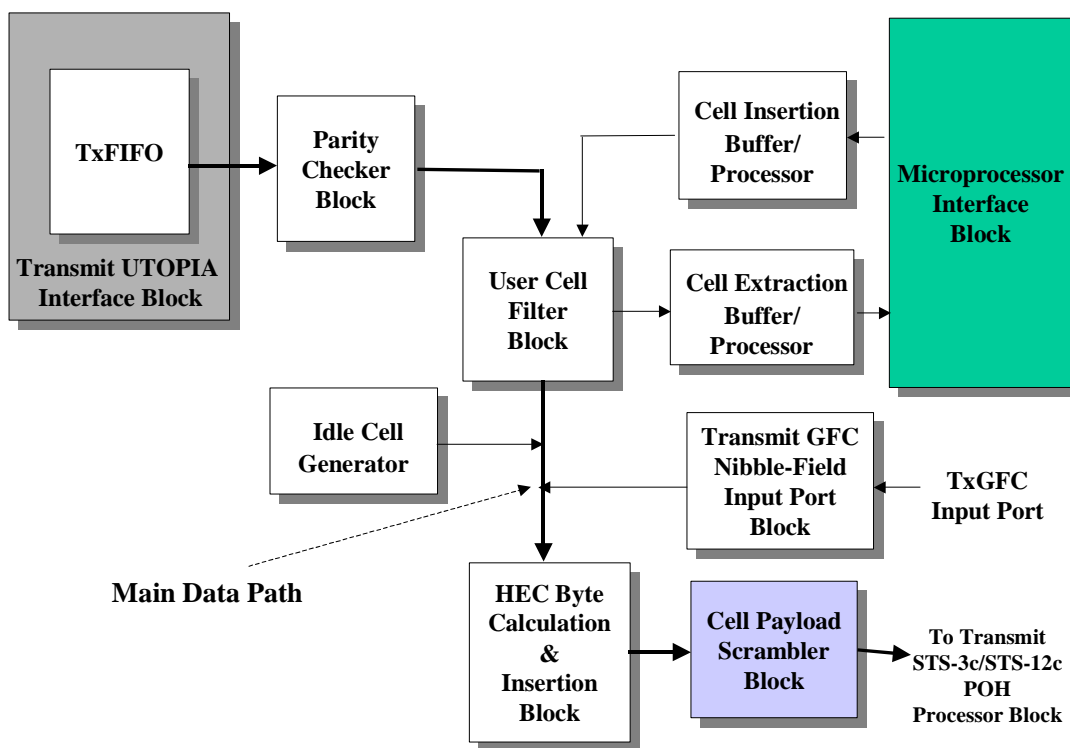 TxFIFO
Transmit UTOPIA
Interface Block
Parity
Checker
Block
Cell Insertion
Buffer/
Processor
Microprocessor
Interface
Block
User Cell
Filter
Block
Cell Extraction
Buffer/
Processor
Idle Cell
Generator
Transmit GFC
Nibble-Field
Input Port
Block
TxGFC
Input Port
Main Data Path
HEC Byte
Calculation
&
Insertion
Block
Cell Payload
Scrambler
Block
To Transmit
STS-3c/STS-12c
POH
Processor Block